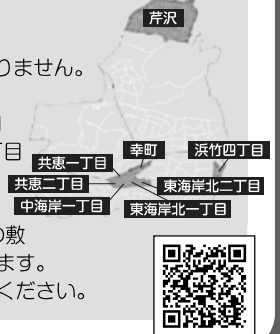 芹沢
りません。
丁目
幸町
浜竹四丁目
共恵一丁目
共恵二丁目
東海岸北二丁目
中海岸一丁目
東海岸北一丁目
の敷
ます。
ください。